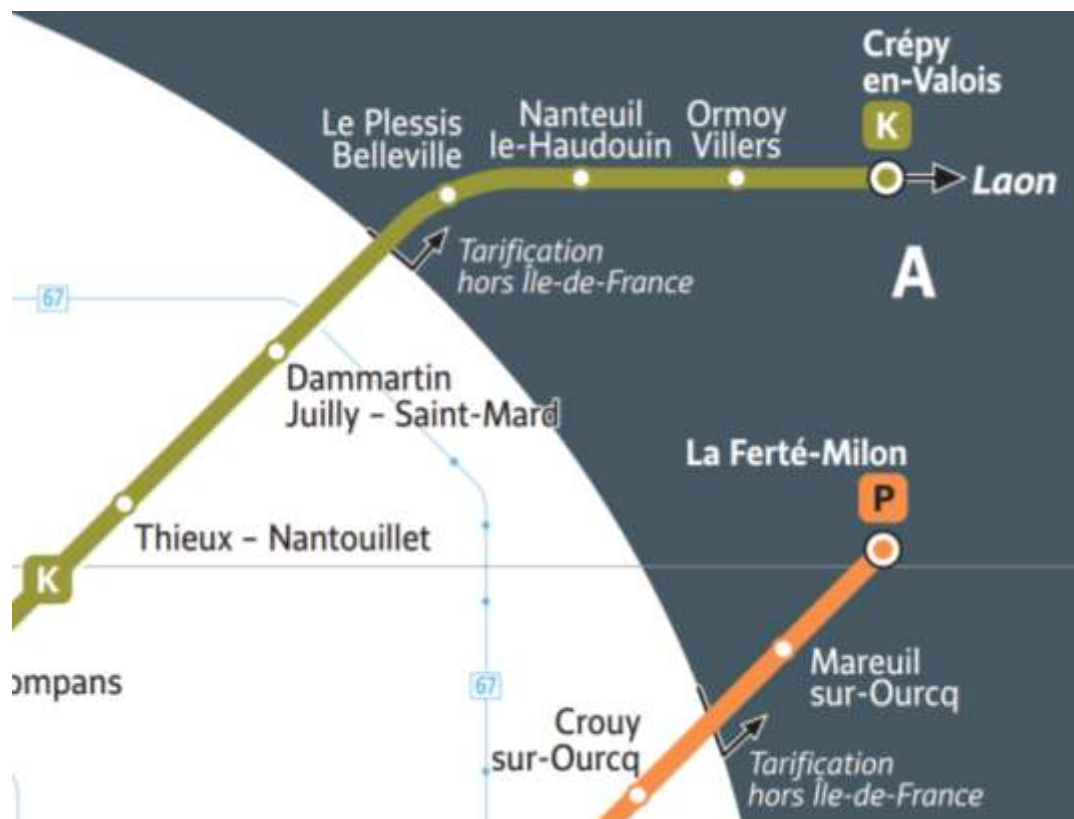 Crépy
en-Valois
K
Le Plessis
Belleville
Nanteuil
le-Haudouin
Ormoy
Villers
Laon
Tarification
hors Île-de-France
A
67
Dammartin
Juilly – Saint-Mard
La Ferté-Milon
P
Thieux – Nantouillet
K
ompans
67
Mareuil
sur-Ourcq
Crouy
sur-Ourcq
Tarification
hors Île-de-France